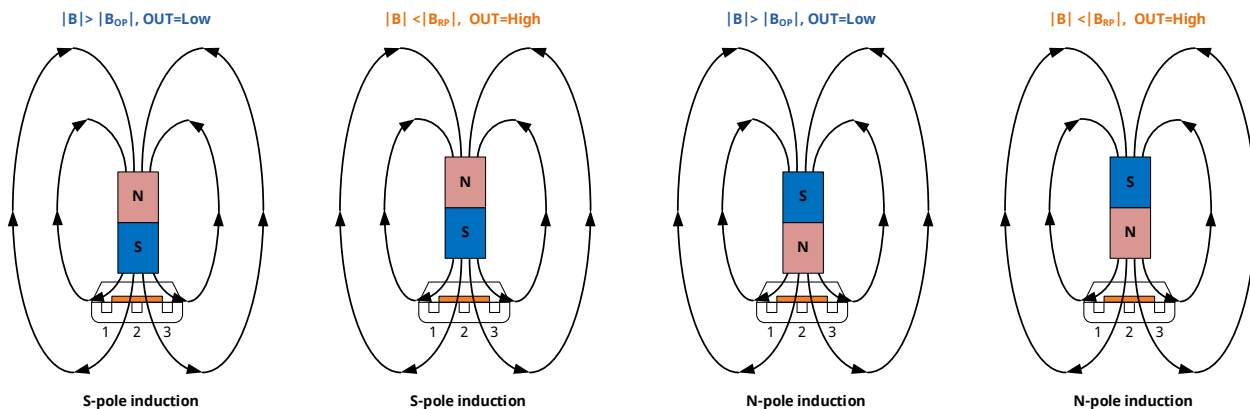 |B|> |BOP|, OUT=Low
|B| <|BRP|, OUT=High
|B|> |BOP|, OUT=Low
|B| <|BRP|, OUT=High
N
S
1 2 3
N
S
1 2 3
S
N
1 2 3
S
N
1 2 3
S-pole induction
S-pole induction
N-pole induction
N-pole induction